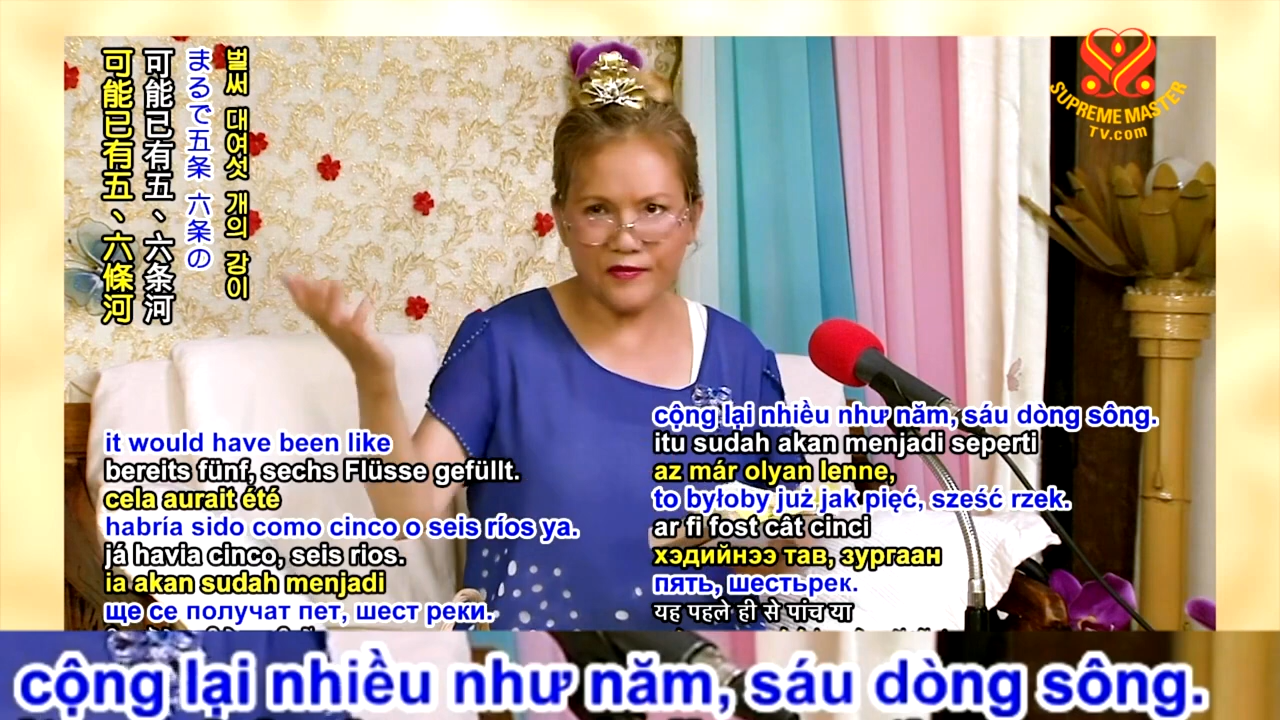 可能已有五、六條河
可能已有五、六条河
まるで五条 六条の
벌써 대여섯 개의 강이
SUPREME MASTER
TV.com
it would have been like
bereits fünf, sechs Flüsse gefüllt.
cela aurait été
habría sido como cinco o seis ríos ya.
já havia cinco, seis rios.
ia akan sudah menjadi
ще се получат пет, шест реки.
cộng lại nhiều như năm, sáu dòng sông.
itu sudah akan menjadi seperti
az már olyan lenne,
to byłoby już jak pięć, sześć rzek.
ar fi fost cât cinci
хэдийнээ тав, зургаан
пять, шестьрек.
यह पहले ही से पांच या
cộng lại nhiều như năm, sáu dòng sông.